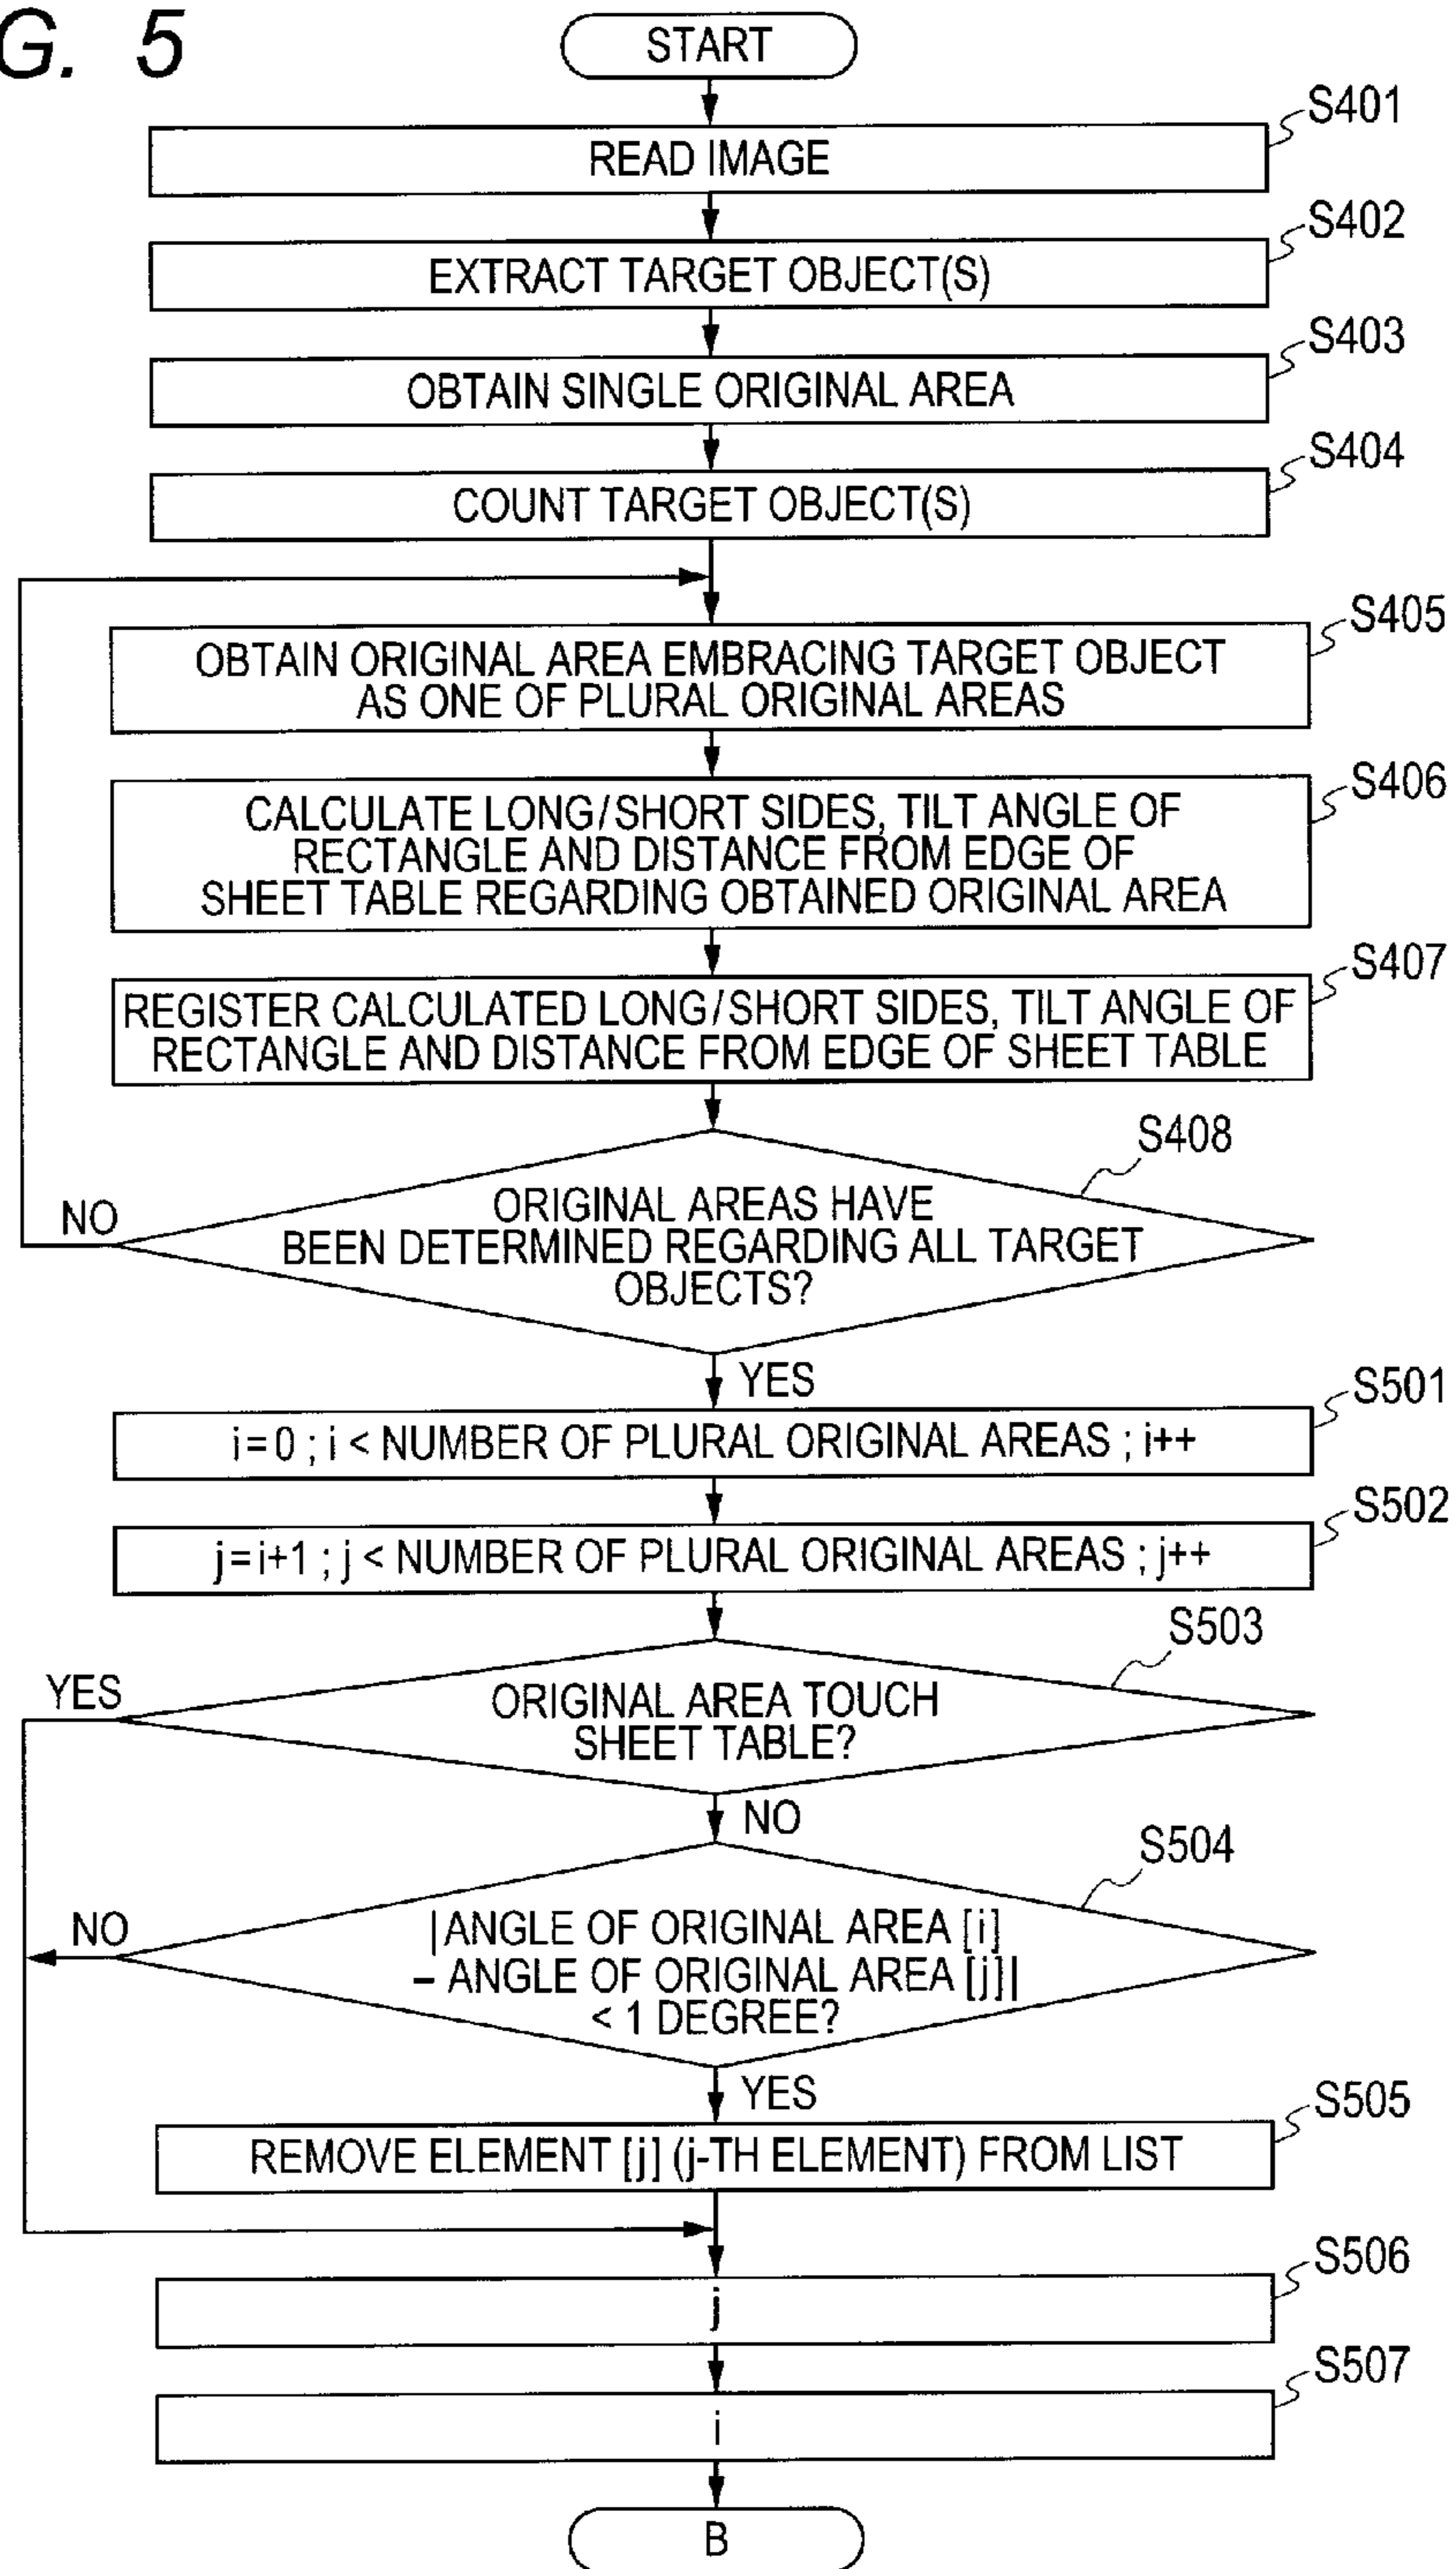 G. 5
START
S401
READ IMAGE
S402
EXTRACT TARGET OBJECT(S)
S403
OBTAIN SINGLE ORIGINAL AREA
S404
COUNT TARGET OBJECT(S)
S405
OBTAIN ORIGINAL AREA EMBRACING TARGET OBJECT
AS ONE OF PLURAL ORIGINAL AREAS
S406
CALCULATE LONG/SHORT SIDES, TILT ANGLE OF
RECTANGLE AND DISTANCE FROM EDGE OF
SHEET TABLE REGARDING OBTAINED ORIGINAL AREA
S407
REGISTER CALCULATED LONG/SHORT SIDES, TILT ANGLE OF
RECTANGLE AND DISTANCE FROM EDGE OF SHEET TABLE
S408
NO
ORIGINAL AREAS HAVE
BEEN DETERMINED REGARDING ALL TARGET
OBJECTS?
YES
S501
i=0 ; i < NUMBER OF PLURAL ORIGINAL AREAS ; i++
S502
j=i+1 ; j < NUMBER OF PLURAL ORIGINAL AREAS ; j++
S503
YES
ORIGINAL AREA TOUCH
SHEET TABLE?
NO
S504
NO
|ANGLE OF ORIGINAL AREA [i]
– ANGLE OF ORIGINAL AREA [j]|
< 1 DEGREE?
YES
S505
REMOVE ELEMENT [j] (j-TH ELEMENT) FROM LIST
S506
j
S507
i
B